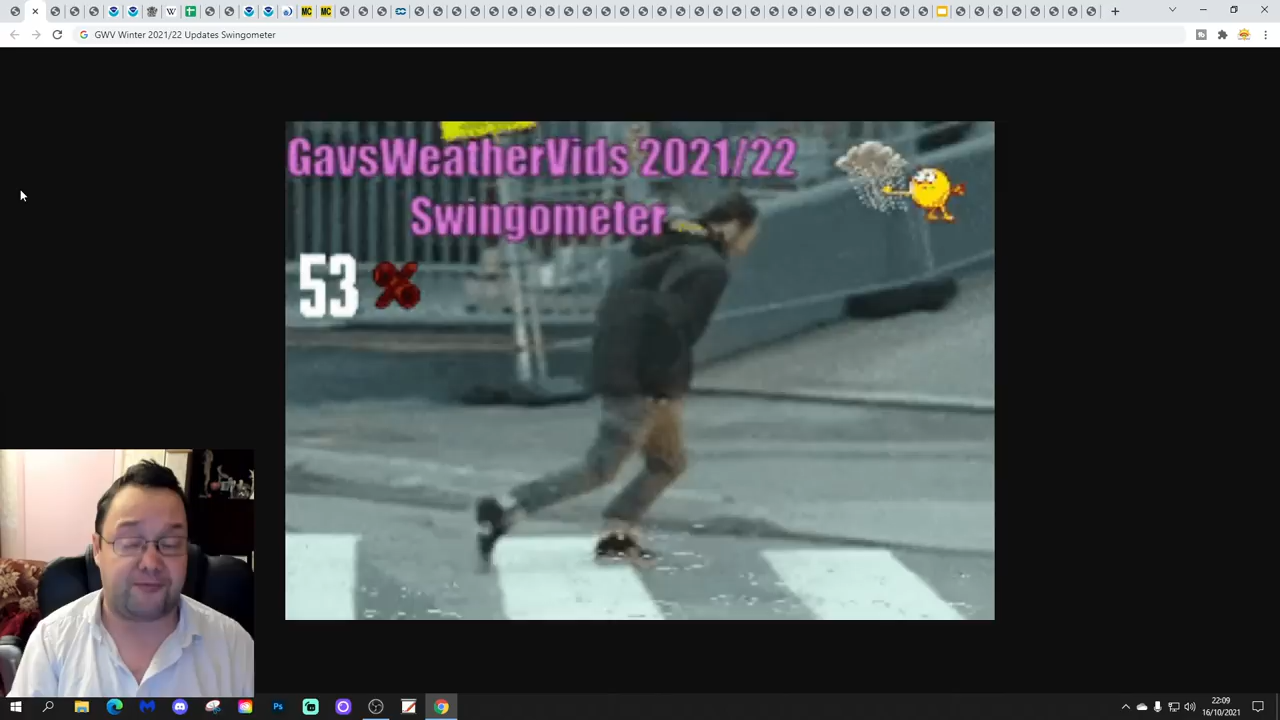 GWV Winter 2021/22 Updates Swingometer
GavsWeatherVids 2021/22
Swingometer
53 %
22:09
16/10/2021